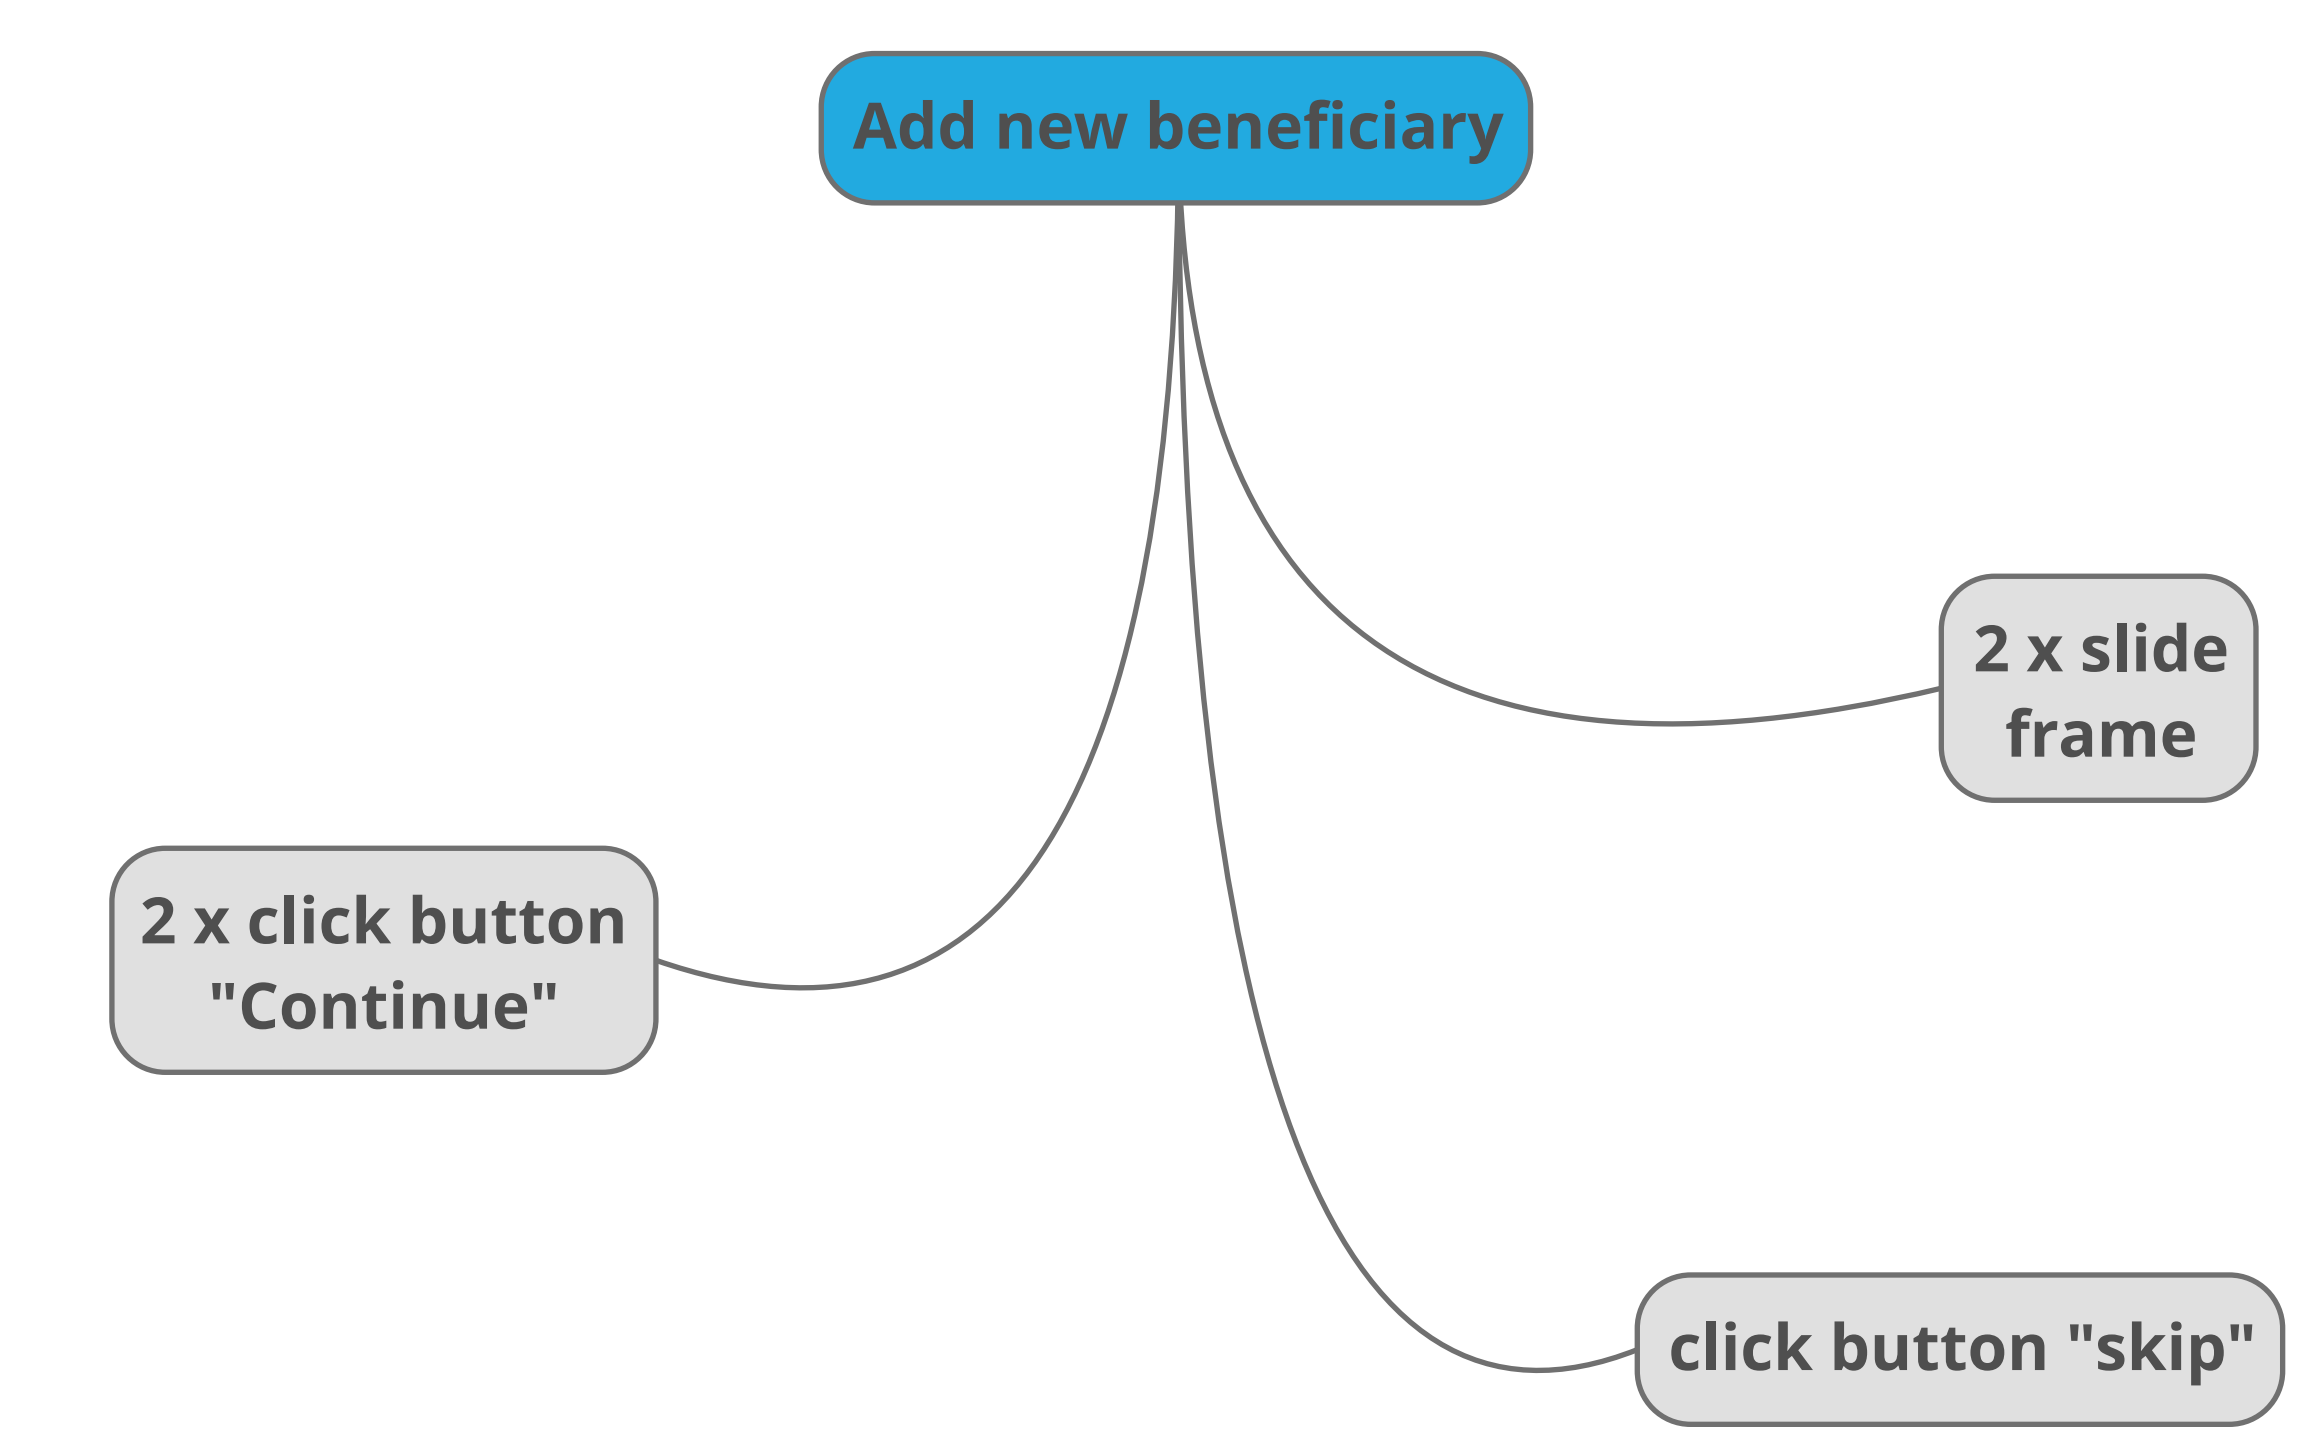 Add new beneficiary
2 x slide
frame
2 x click button
"Continue"
click button "skip"